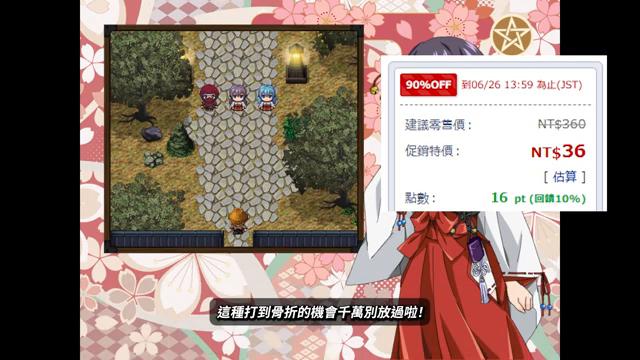 90%OFF 到06/26 13:59 為止(JST)
建議零售價 : NT$360
促銷特價 : NT$36
[ 估算 ]
點數 : 16 pt (回饋10%)
這種打到骨折的機會千萬別放過啦!